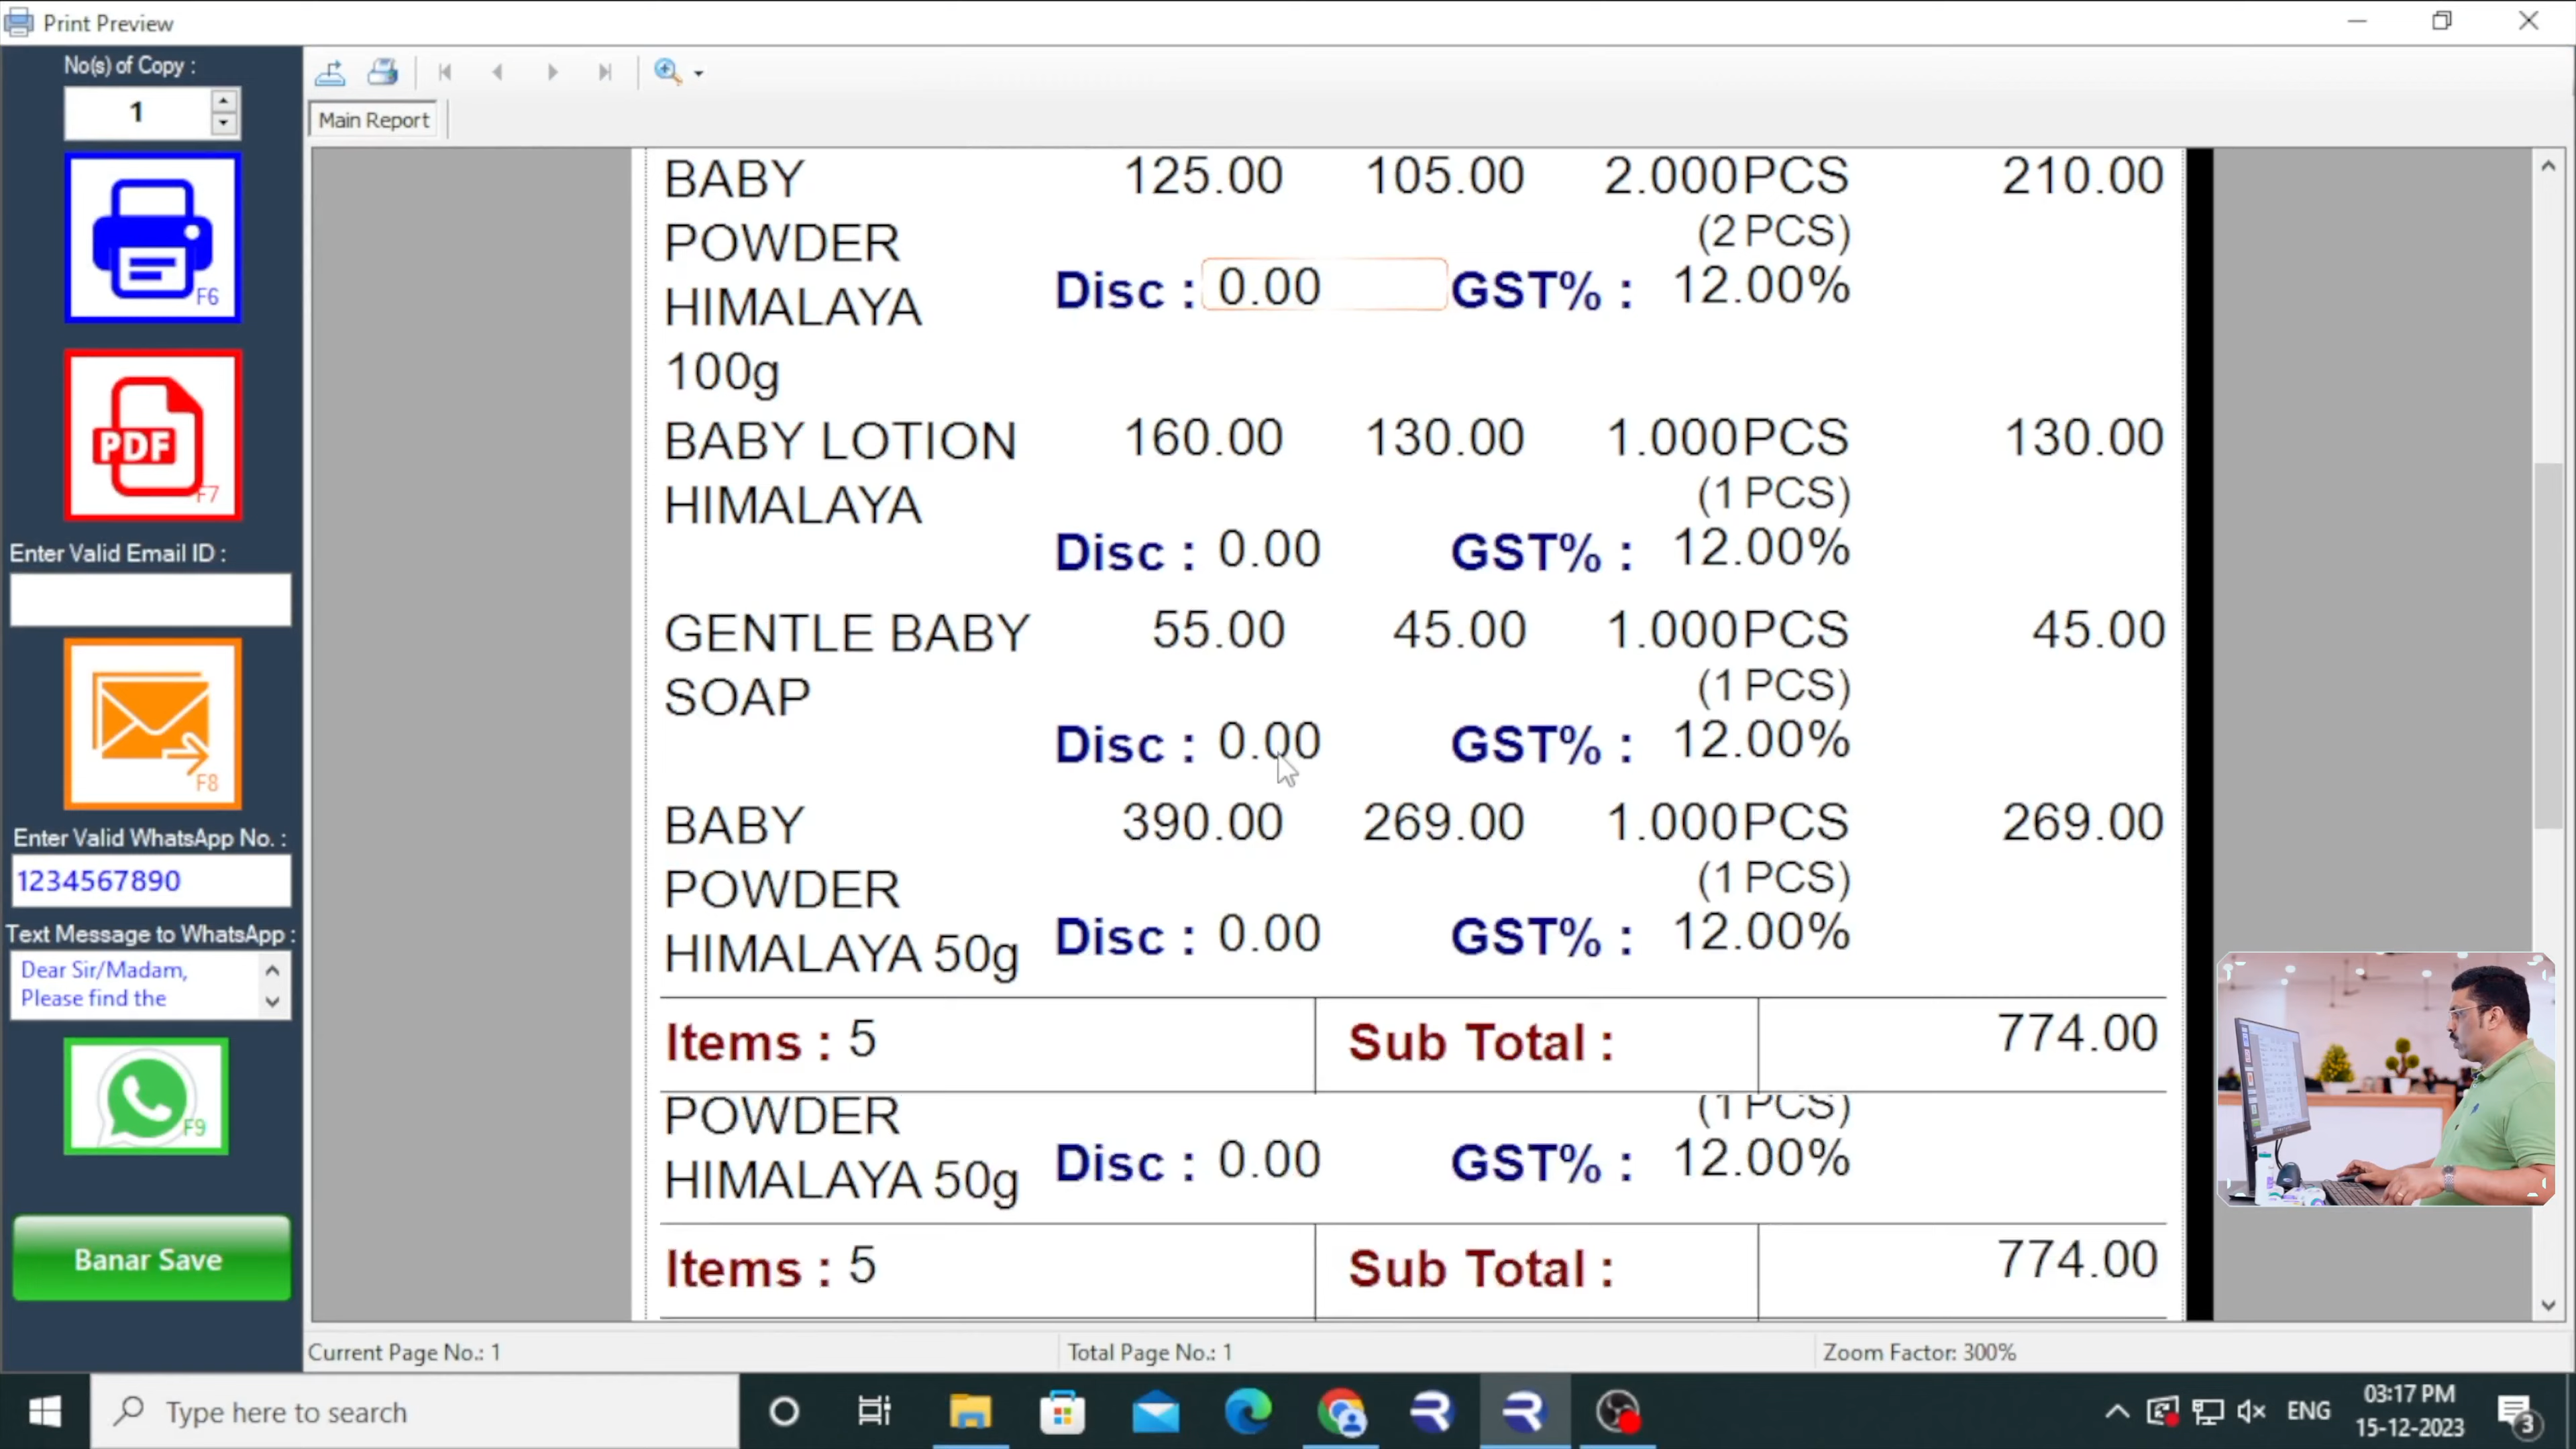 Print Preview
No(s) of Copy :
1
F6
PDF
F7
Enter Valid Email ID :
F8
Enter Valid WhatsApp No. :
1234567890
Text Message to WhatsApp :
Dear Sir/Madam,
Please find the
F9
Banar Save
Main Report
BABY 125.00 105.00 2.000PCS 210.00
POWDER (2 PCS)
HIMALAYA Disc : 0.00 GST% : 12.00%
100g
BABY LOTION 160.00 130.00 1.000PCS 130.00
HIMALAYA (1 PCS)
Disc : 0.00 GST% : 12.00%
GENTLE BABY 55.00 45.00 1.000PCS 45.00
SOAP (1 PCS)
Disc : 0.00 GST% : 12.00%
BABY 390.00 269.00 1.000PCS 269.00
POWDER (1 PCS)
HIMALAYA 50g Disc : 0.00 GST% : 12.00%
Items : 5 Sub Total : 774.00
POWDER (1 PCS)
HIMALAYA 50g Disc : 0.00 GST% : 12.00%
Items : 5 Sub Total : 774.00
Current Page No.: 1 Total Page No.: 1 Zoom Factor: 300%
Type here to search
ENG
03:17 PM
15-12-2023
3